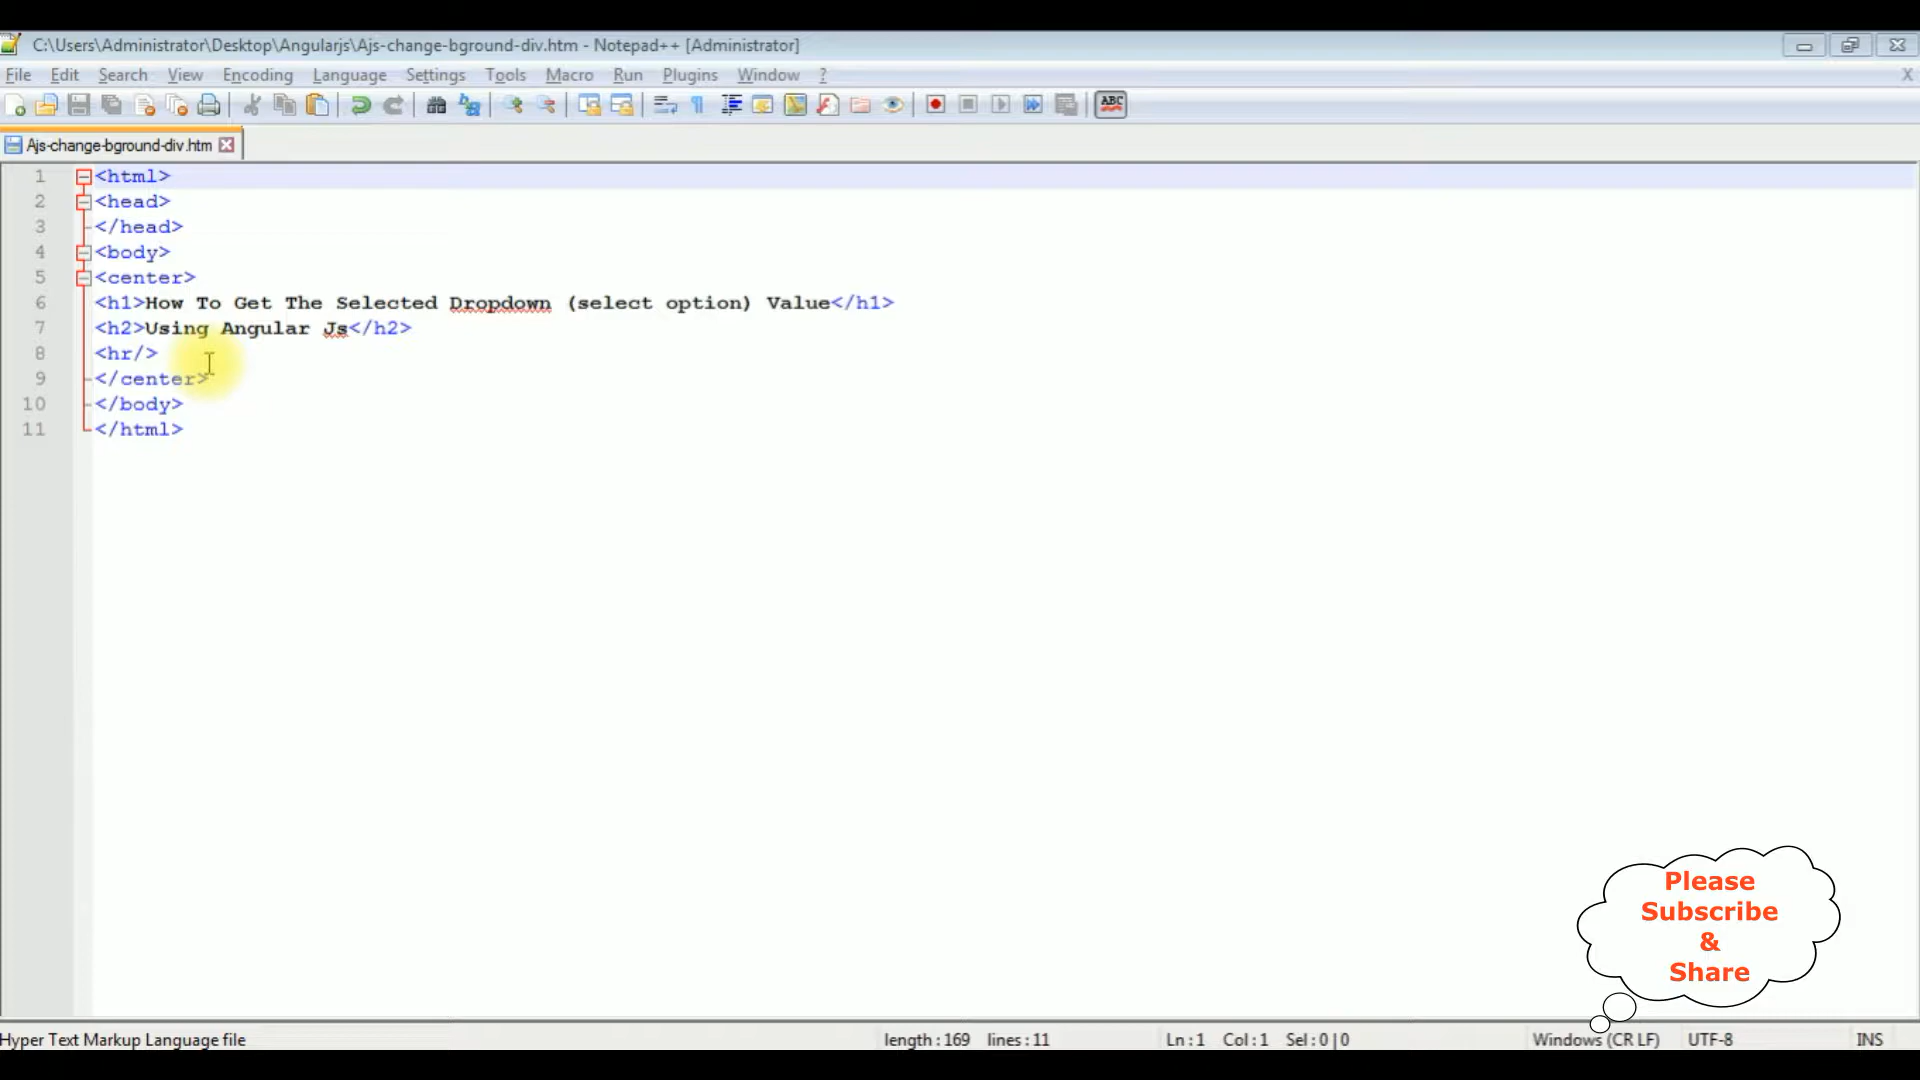 C:\Users\Administrator\Desktop\Angularjs\Ajs-change-bground-div.htm - Notepad++ [Administrator]
File Edit Search View Encoding Language Settings Tools Macro Run Plugins Window ? X
ABC
Ajs-change-bground-div.htm
1 <html>
2 <head>
3 </head>
4 <body>
5 <center>
6 <h1>How To Get The Selected Dropdown (select option) Value</h1>
7 <h2>Using Angular Js</h2>
8 <hr/>
9 </center>
10 </body>
11 </html>
Please
Subscribe
&
Share
Hyper Text Markup Language file length : 169 lines : 11 Ln : 1 Col : 1 Sel : 0 | 0 Windows (CR LF) UTF-8 INS